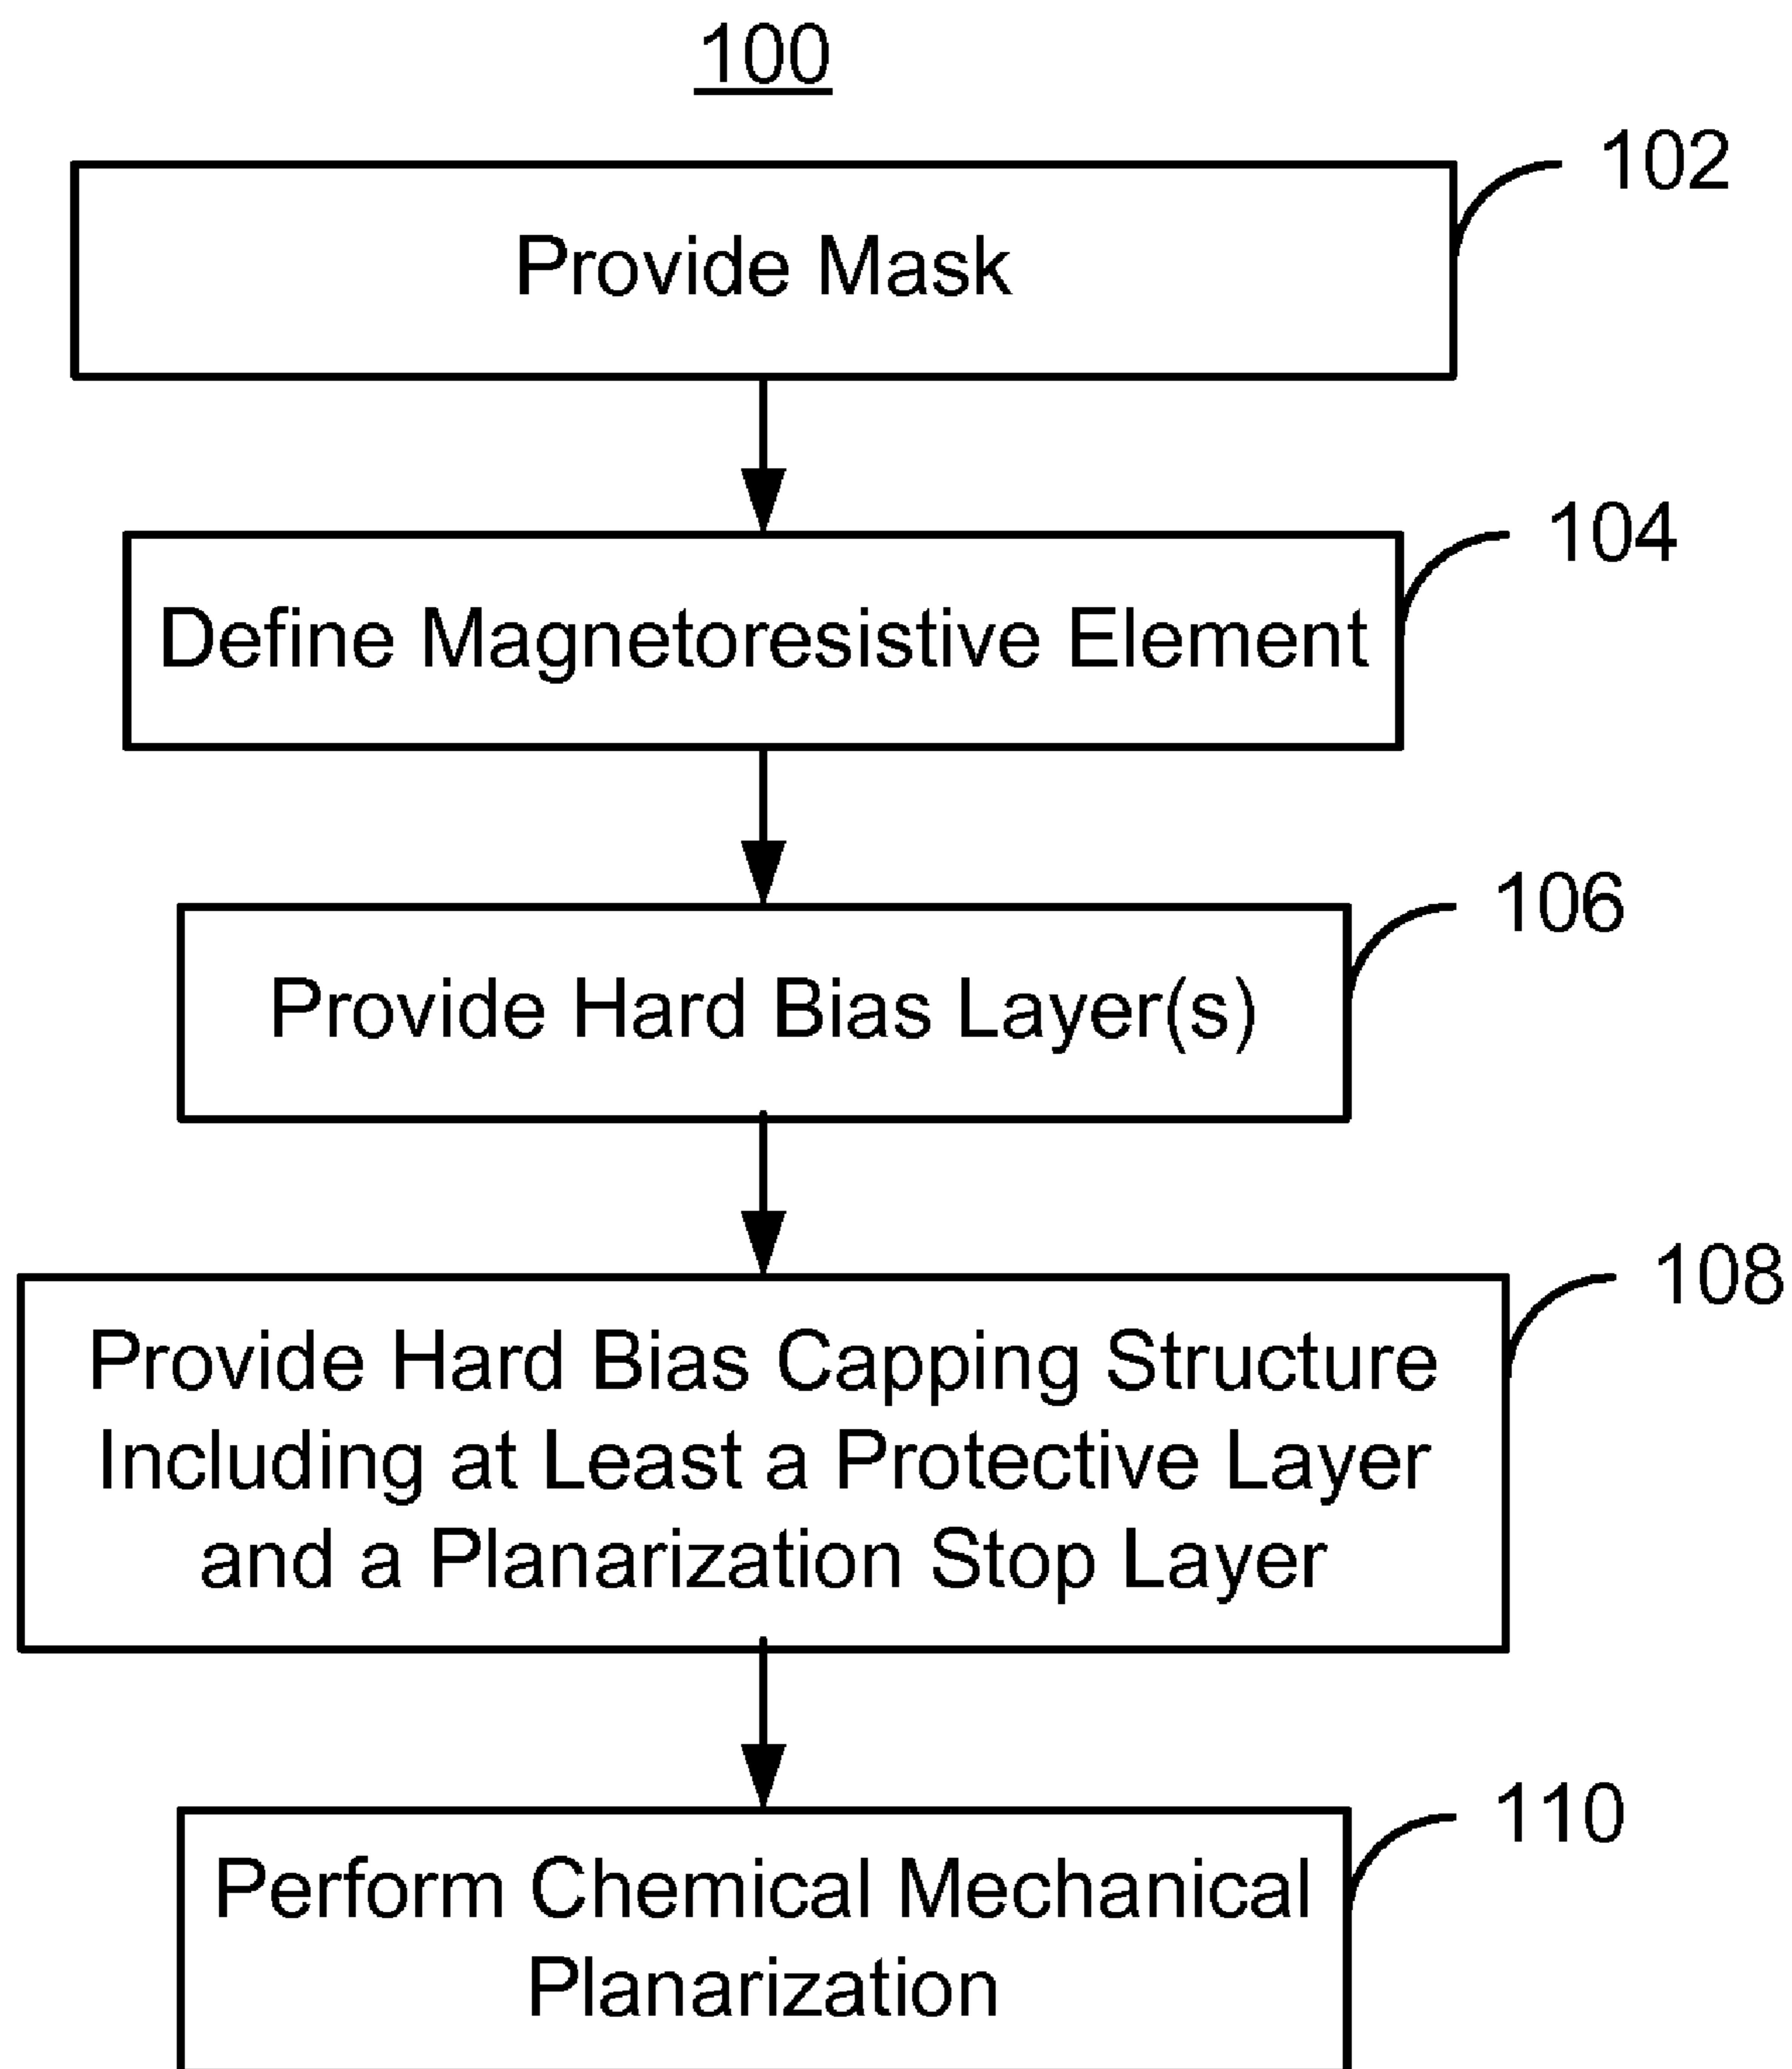 100
102
Provide Mask
104
Define Magnetoresistive Element
106
Provide Hard Bias Layer(s)
108
Provide Hard Bias Capping Structure
Including at Least a Protective Layer
and a Planarization Stop Layer
110
Perform Chemical Mechanical
Planarization